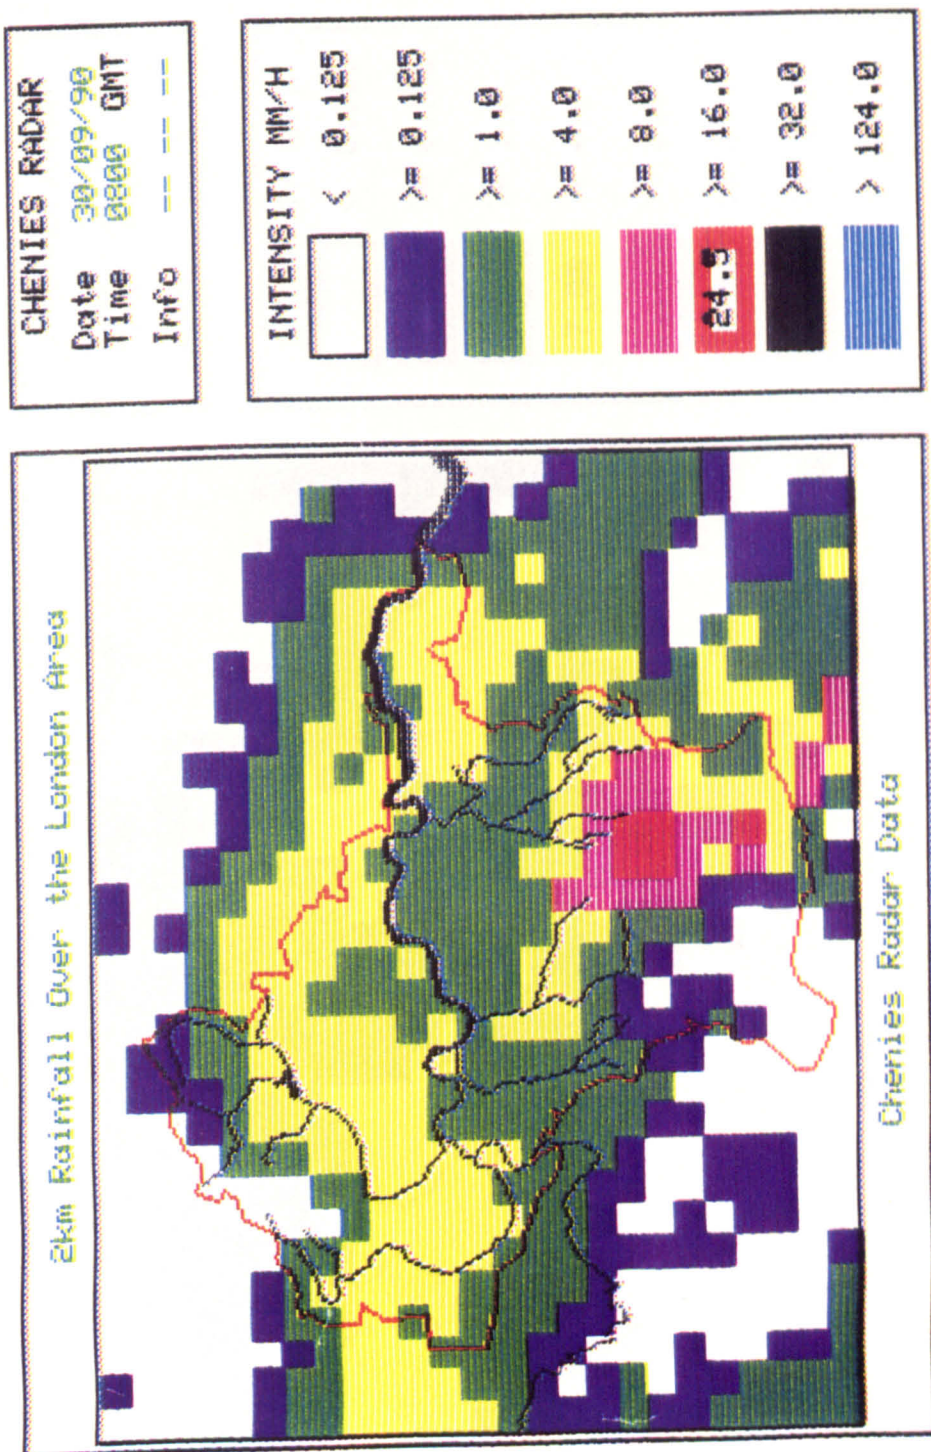 CHENIES RADAR
Date 30/09/90
Time 0800 GMT
Info -- -- --
INTENSITY MM/H
< 0.125
>= 0.125
>= 1.0
>= 4.0
>= 8.0
24.5 >= 16.0
>= 32.0
> 124.0
2km Rainfall Over the London Area
Chenies Radar Data